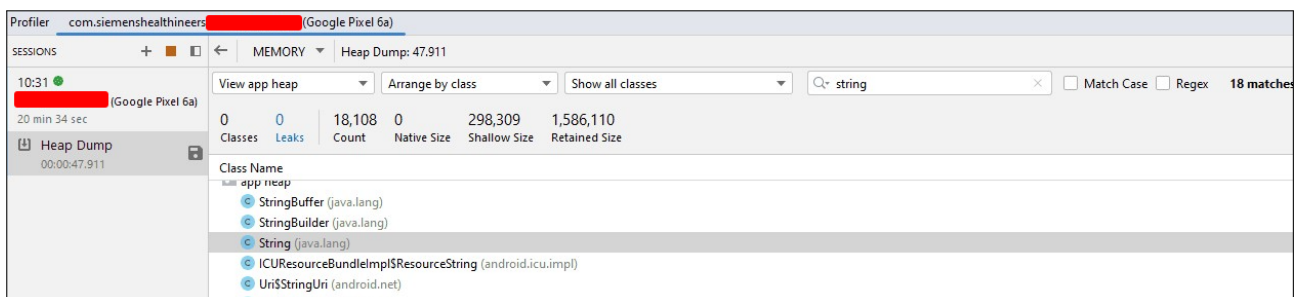 Profiler com.siemenshealthineers (Google Pixel 6a)
SESSIONS MEMORY Heap Dump: 47.911
10:31 View app heap Arrange by class Show all classes string Match Case Regex 18 matches
(Google Pixel 6a)
20 min 34 sec
0 0 18,108 0 298,309 1,586,110
Classes Leaks Count Native Size Shallow Size Retained Size
Heap Dump
00:00:47.911
Class Name
app heap
StringBuffer (java.lang)
StringBuilder (java.lang)
String (java.lang)
ICUResourceBundleImpl$ResourceString (android.icu.impl)
Uri$StringUri (android.net)